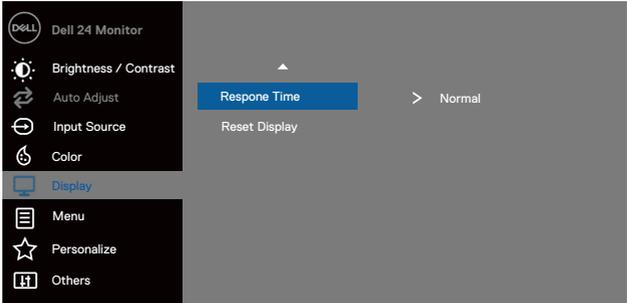 DELL
Dell 24 Monitor
Brightness / Contrast
Auto Adjust
Input Source
Color
Display
Menu
Personalize
Others
Respone Time
Normal
Reset Display